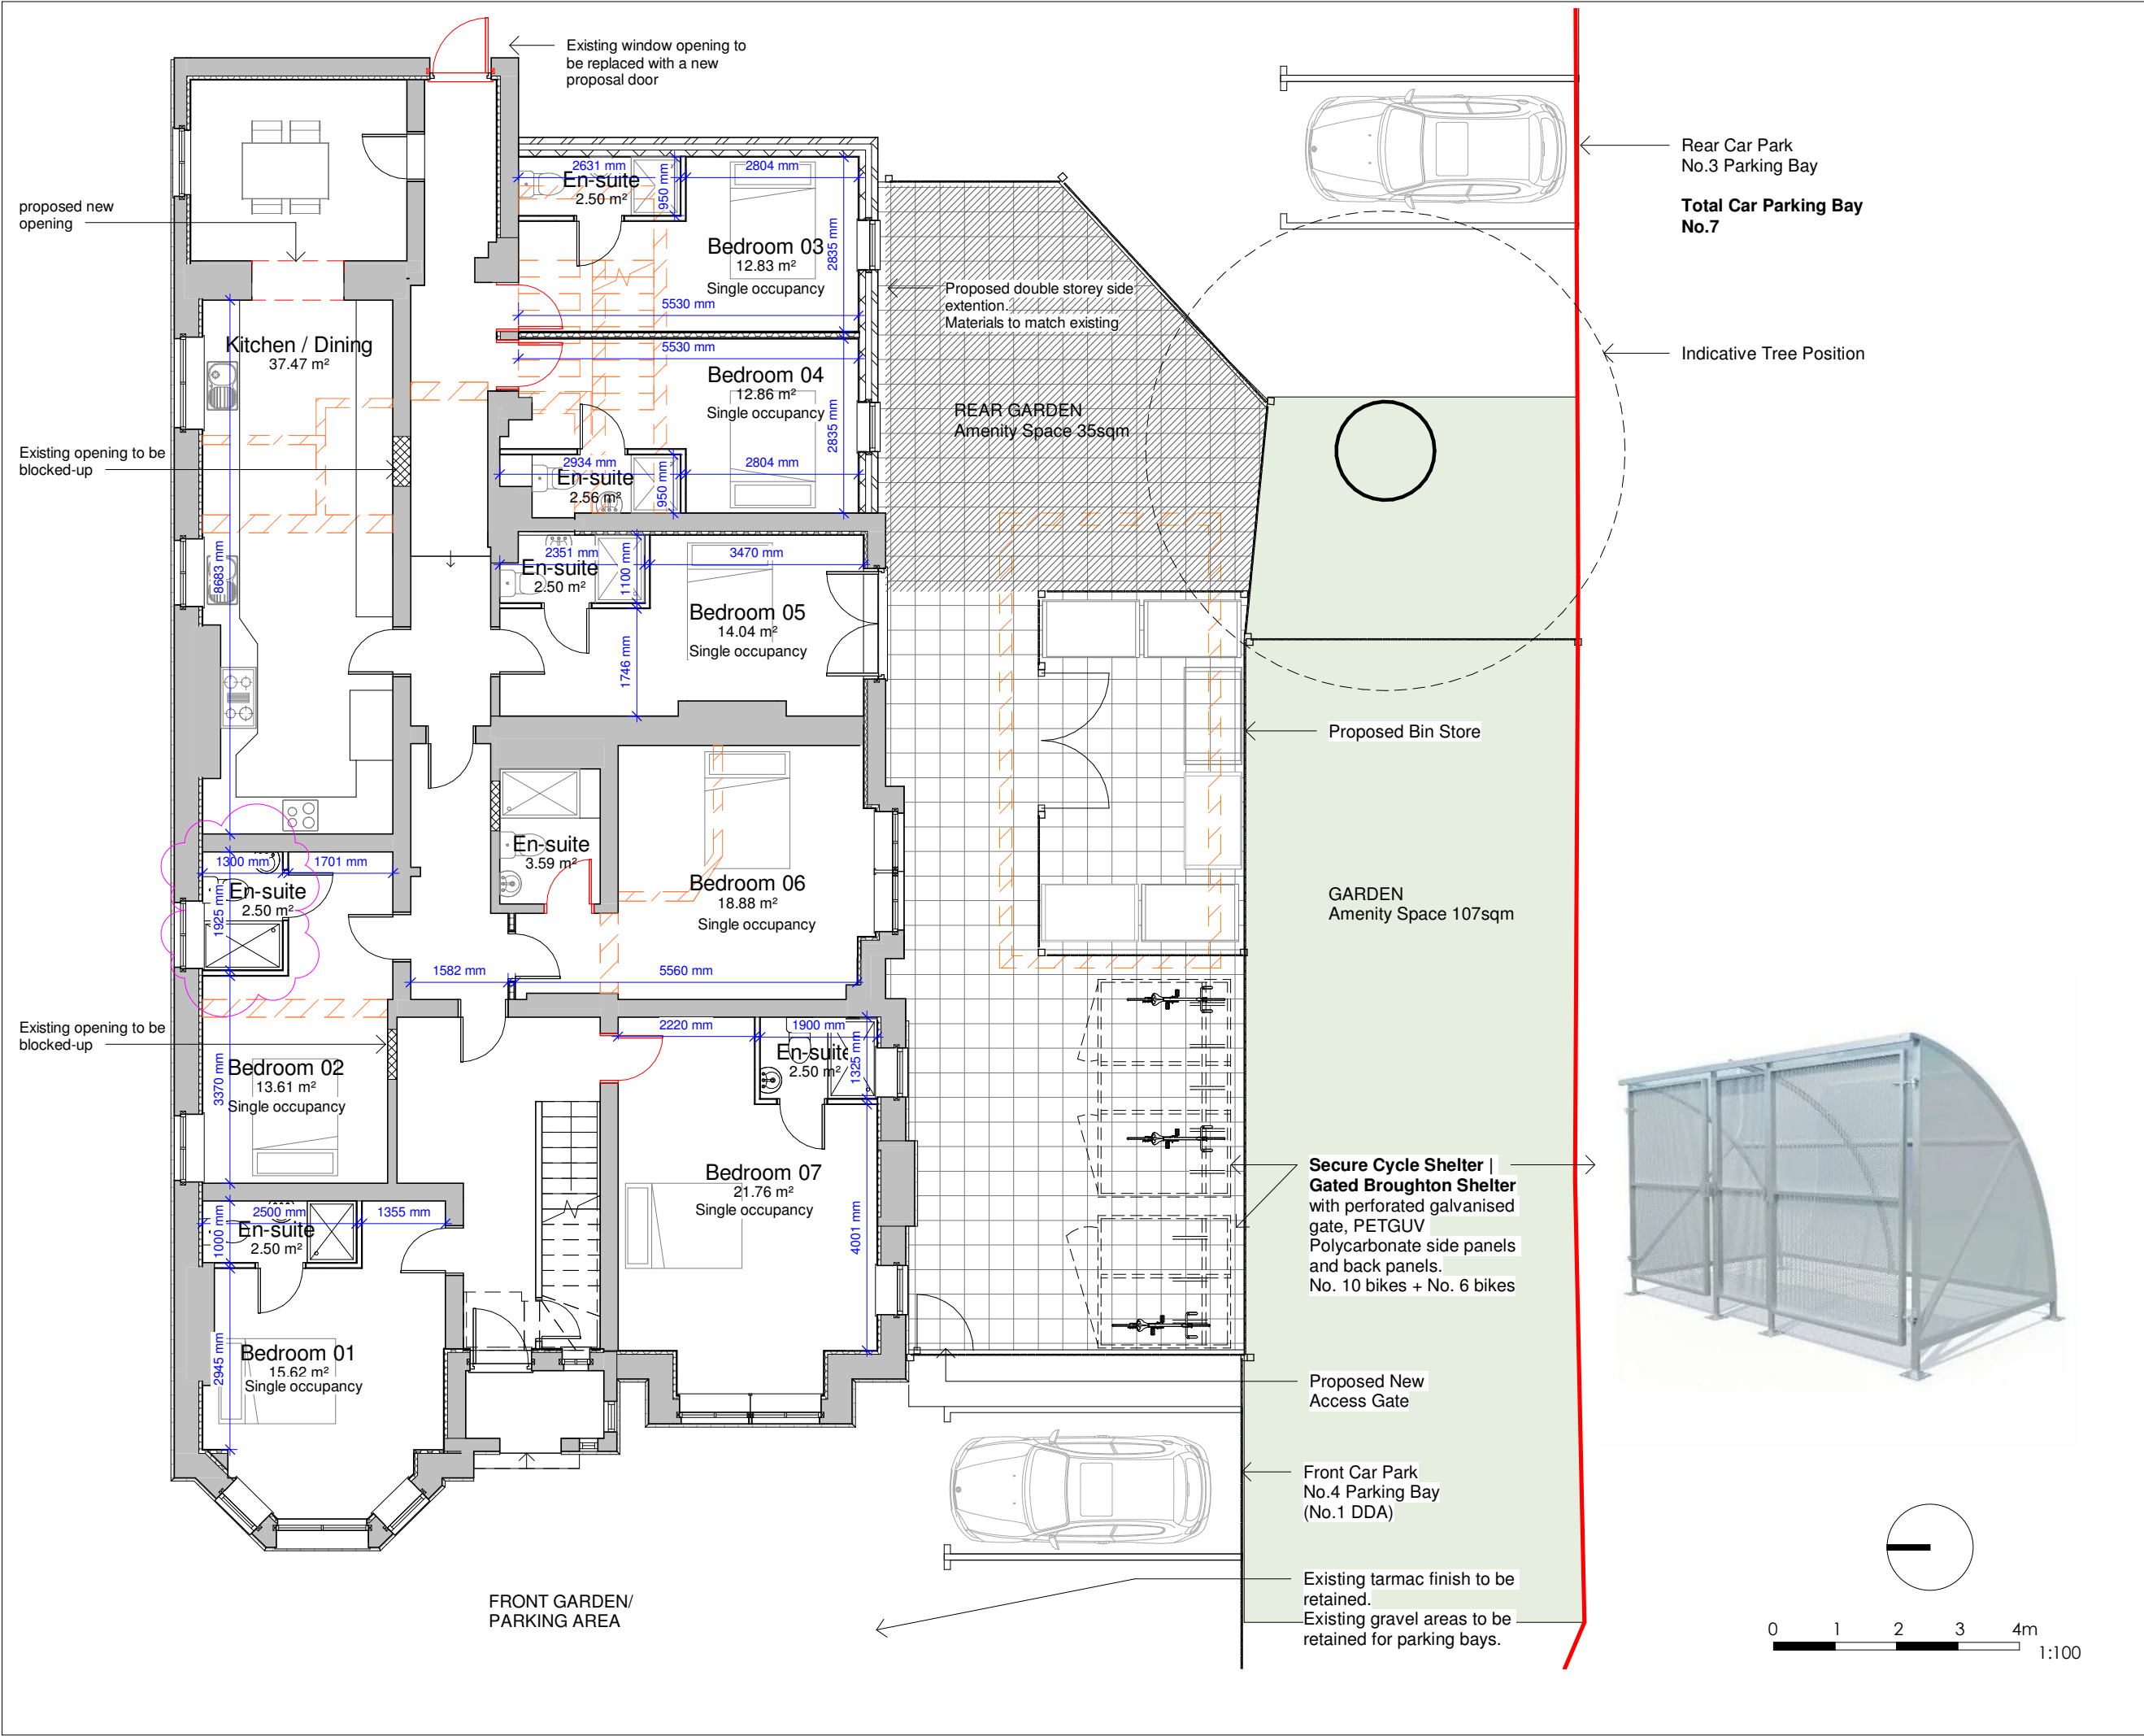 Existing window opening to
be replaced with a new
proposal door
Rear Car Park
No.3 Parking Bay
Total Car Parking Bay
No.7
proposed new
opening
2631 mm
2804 mm
En-suite
2.50 m²
950 mm
Bedroom 03
12.83 m²
Single occupancy
2835 mm
5530 mm
Proposed double storey side
extention.
Materials to match existing
Kitchen / Dining
37.47 m²
5530 mm
Bedroom 04
12.86 m²
Single occupancy
2835 mm
Indicative Tree Position
REAR GARDEN
Amenity Space 35sqm
Existing opening to be
blocked-up
2934 mm
2804 mm
En-suite
2.56 m²
950 mm
8683 mm
2351 mm
3470 mm
En-suite
2.50 m²
1100 mm
Bedroom 05
14.04 m²
Single occupancy
1746 mm
Proposed Bin Store
En-suite
3.59 m²
Bedroom 06
18.88 m²
Single occupancy
1300 mm
1701 mm
En-suite
2.50 m²
1925 mm
GARDEN
Amenity Space 107sqm
1582 mm
5560 mm
Existing opening to be
blocked-up
2220 mm
1900 mm
En-suite
2.50 m²
1325 mm
Bedroom 02
13.61 m²
Single occupancy
3370 mm
Bedroom 07
21.76 m²
Single occupancy
4001 mm
Secure Cycle Shelter |
Gated Broughton Shelter
with perforated galvanised
gate, PETGUV
Polycarbonate side panels
and back panels.
No. 10 bikes + No. 6 bikes
2500 mm
1355 mm
En-suite
2.50 m²
1000 mm
Bedroom 01
15.62 m²
Single occupancy
2945 mm
Proposed New
Access Gate
Front Car Park
No.4 Parking Bay
(No.1 DDA)
FRONT GARDEN/
PARKING AREA
Existing tarmac finish to be
retained.
Existing gravel areas to be
retained for parking bays.
0 1 2 3 4m
1:100